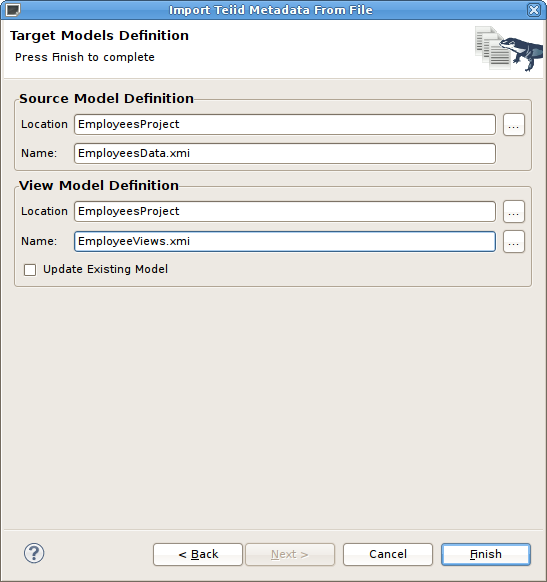 Import Teiid Metadata From File
Target Models Definition
Press Finish to complete
Source Model Definition
Location EmployeesProject ...
Name: EmployeesData.xmi
View Model Definition
Location EmployeesProject ...
Name: EmployeeViews.xmi ...
Update Existing Model
? < Back Next > Cancel Finish